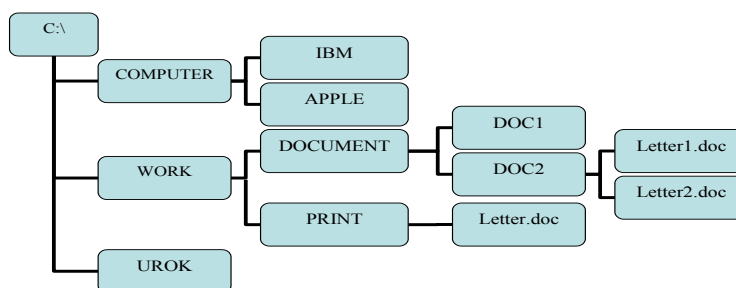 C:\
COMPUTER
IBM
APPLE
WORK
DOCUMENT
DOC1
DOC2
Letter1.doc
Letter2.doc
PRINT
Letter.doc
UROK